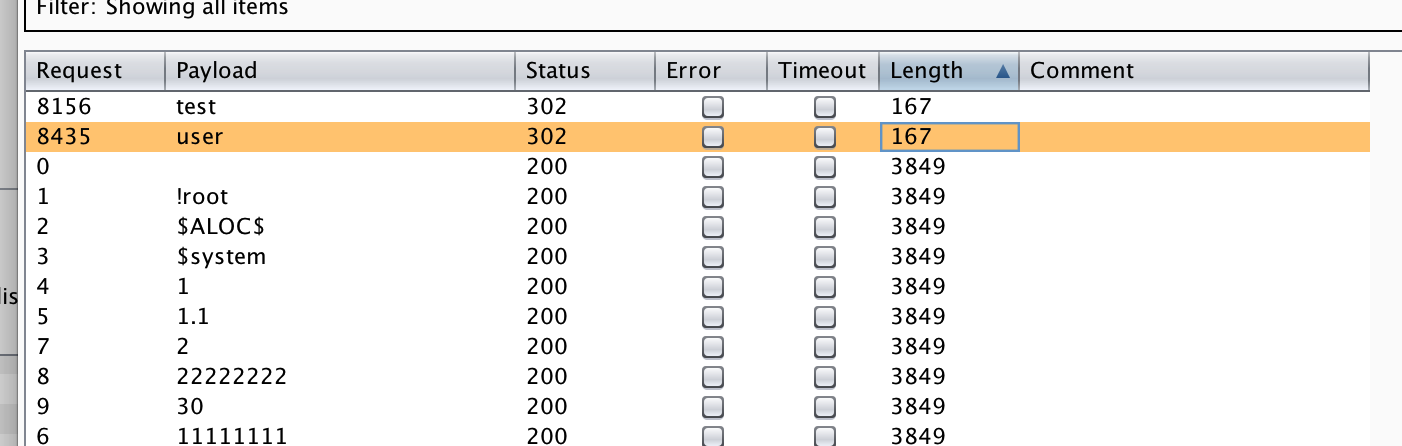 Filter: Showing all items
Request Payload Status Error Timeout Length Comment
8156 test 302 167
8435 user 302 167
0 200 3849
1 !root 200 3849
2 $ALOC$ 200 3849
3 $system 200 3849
4 1 200 3849
5 1.1 200 3849
7 2 200 3849
8 22222222 200 3849
9 30 200 3849
6 11111111 200 3849